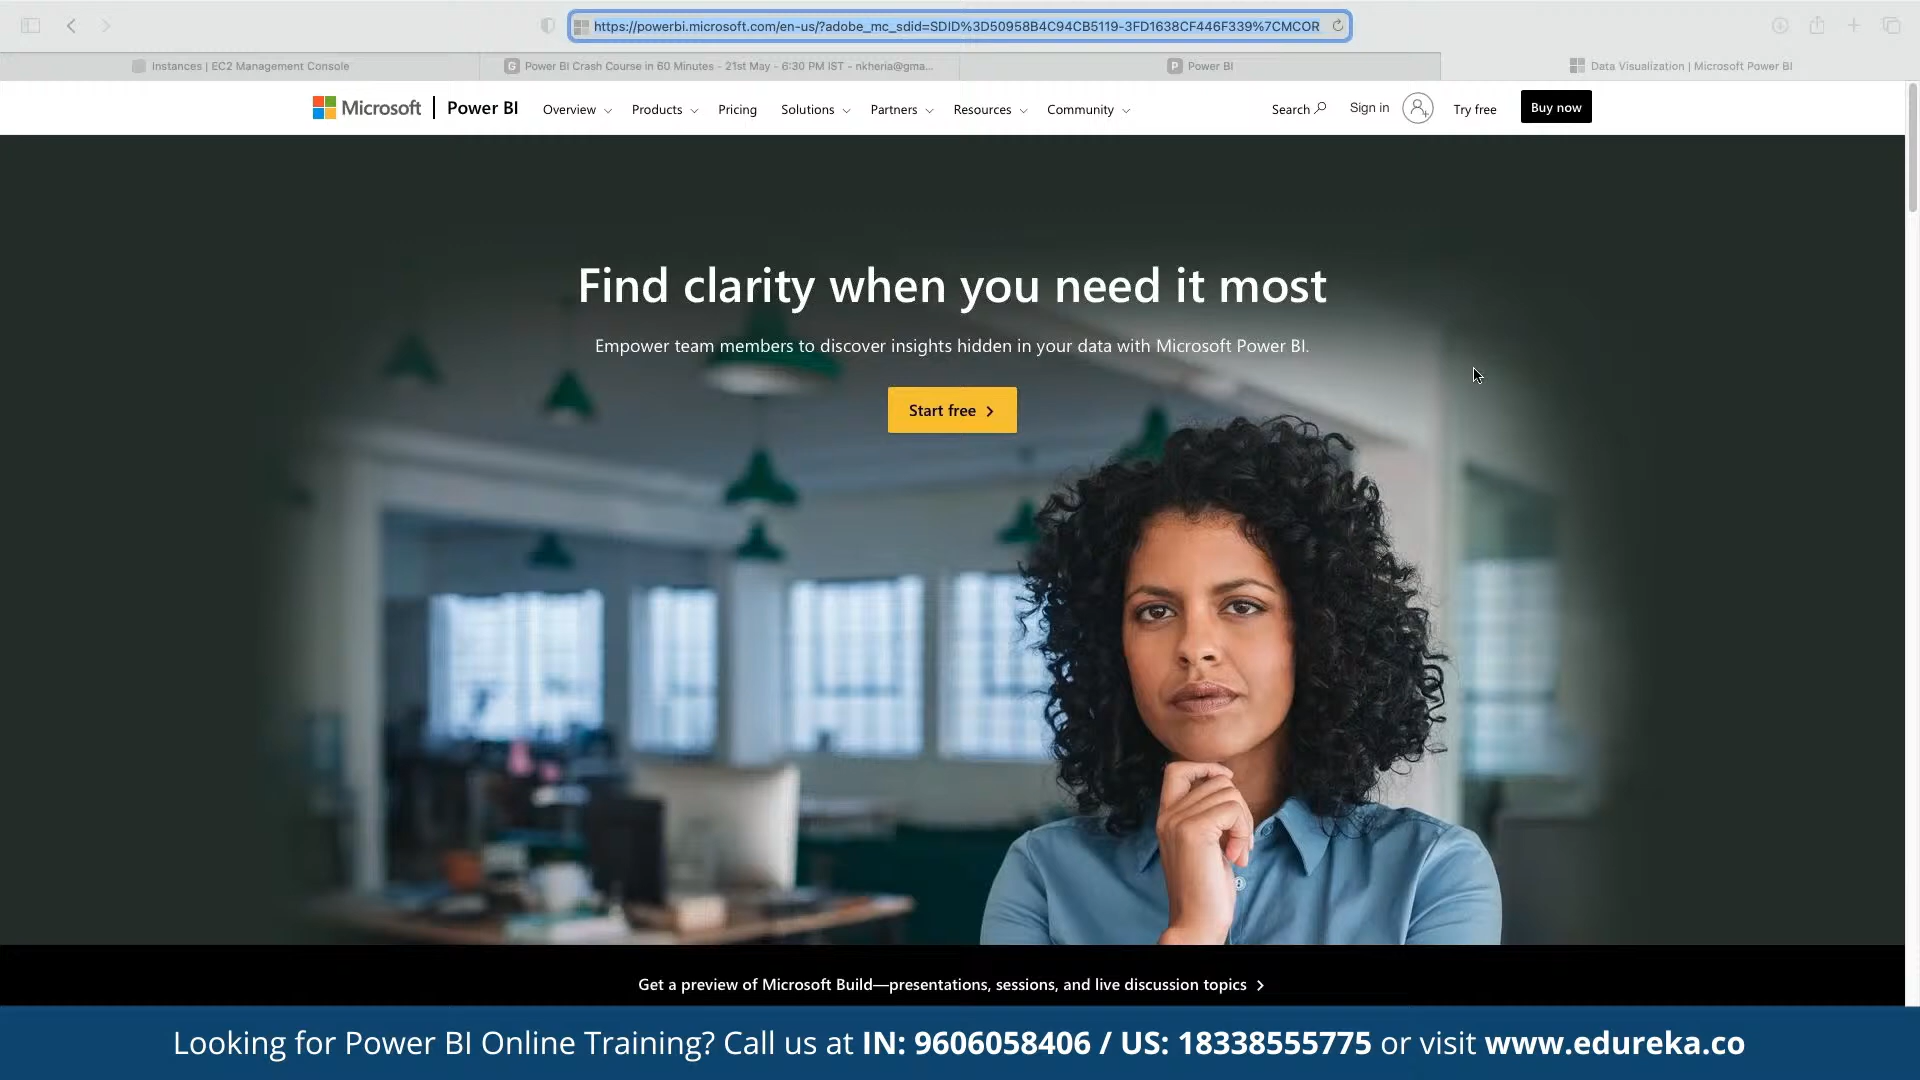 https://powerbi.microsoft.com/en-us/?adobe_mc_sdid=SDID%3D50958B4C94CB5119-3FD1638CF446F339%7CMCOR
Instances | EC2 Management Console
Power BI Crash Course in 60 Minutes - 21st May - 6:30 PM IST - nkheria@gma...
Power BI
Data Visualization | Microsoft Power BI
Microsoft | Power BI Overview Products Pricing Solutions Partners Resources Community Search Sign in Try free Buy now
Find clarity when you need it most
Empower team members to discover insights hidden in your data with Microsoft Power BI.
Start free
Get a preview of Microsoft Build—presentations, sessions, and live discussion topics
Looking for Power BI Online Training? Call us at IN: 9606058406 / US: 18338555775 or visit www.edureka.co